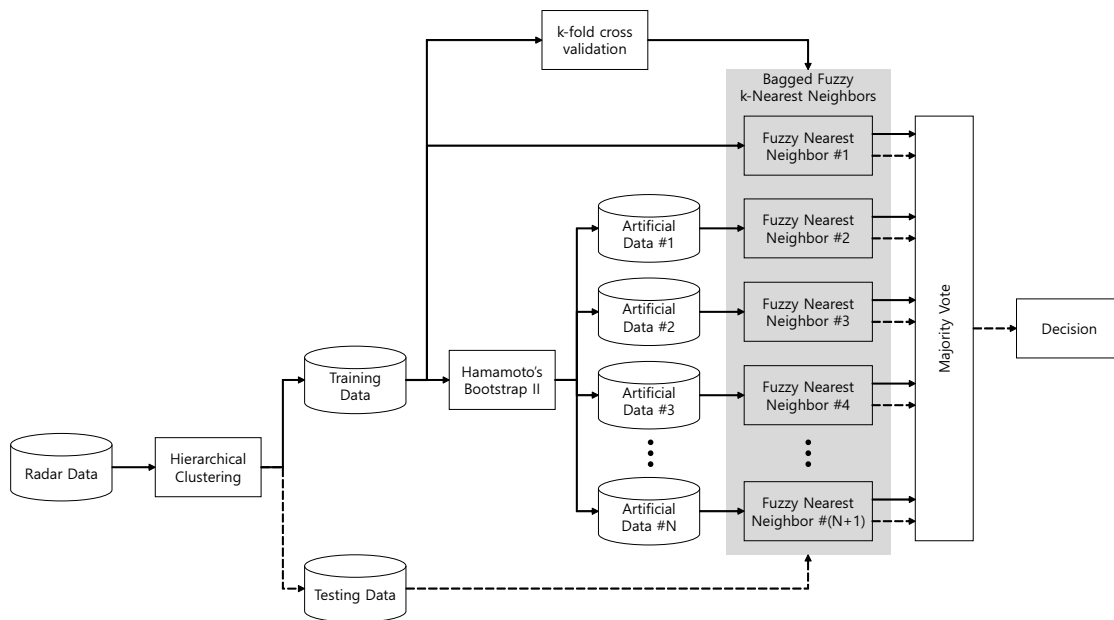 k-fold cross
validation
Bagged Fuzzy
k-Nearest Neighbors
Fuzzy Nearest
Neighbor #1
Artificial
Data #1
Fuzzy Nearest
Neighbor #2
Artificial
Data #2
Fuzzy Nearest
Neighbor #3
Majority Vote
Decision
Training
Data
Hamamoto's
Bootstrap II
Artificial
Data #3
Fuzzy Nearest
Neighbor #4
Radar Data
Hierarchical
Clustering
Artificial
Data #N
Fuzzy Nearest
Neighbor #(N+1)
Testing Data